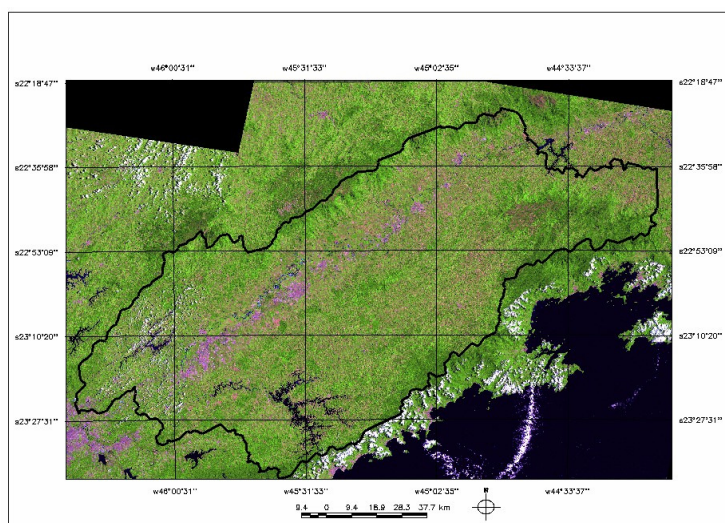 w46°00'31" w45°31'33" w45°02'35" w44°33'37"
s22°18'47" s22°18'47"
s22°35'58" s22°35'58"
s22°53'09" s22°53'09"
s23°10'20" s23°10'20"
s23°27'31" s23°27'31"
w46°00'31" w45°31'33" w45°02'35" w44°33'37"
9.4 0 9.4 18.9 28.3 37.7 km
N